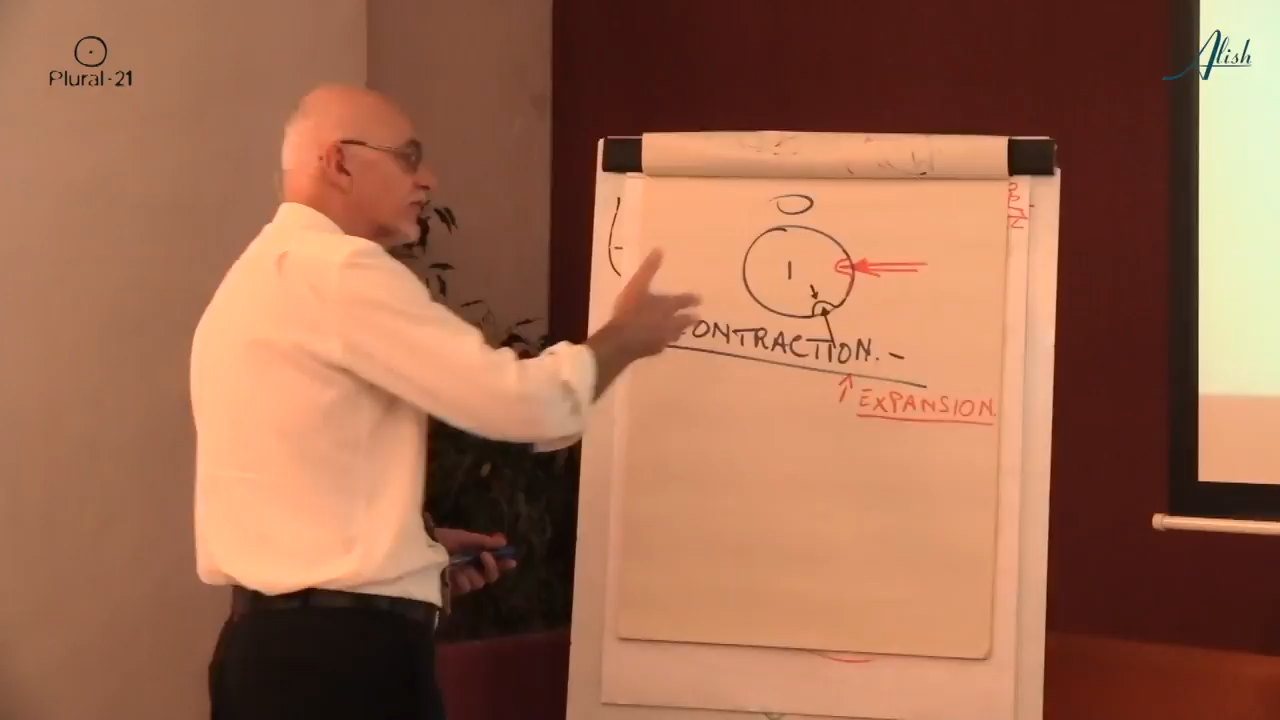 Plural-21
Alish
O
1
CONTRACTION.-
EXPANSION.